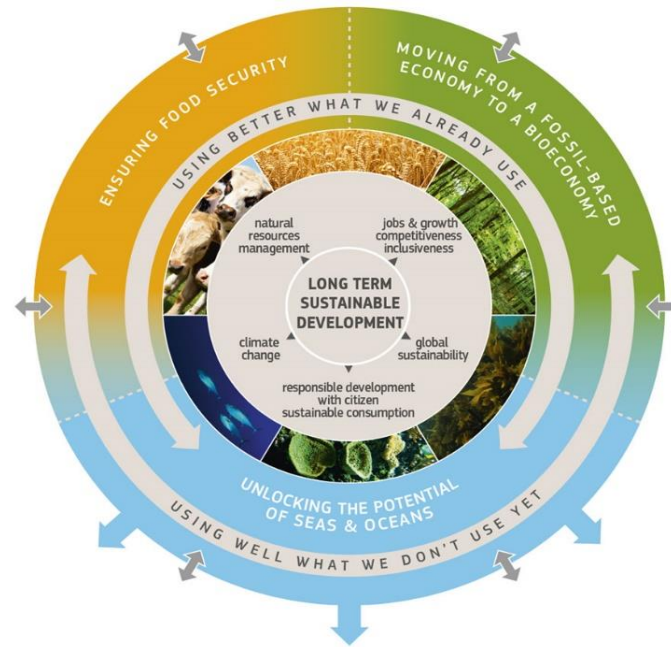 ENSURING FOOD SECURITY
MOVING FROM A FOSSIL-BASED
ECONOMY TO A BIOECONOMY
USING BETTER WHAT WE ALREADY USE
natural
resources
management
jobs & growth
competitiveness
inclusiveness
LONG TERM
SUSTAINABLE
DEVELOPMENT
climate
change
global
sustainability
responsible development
with citizen
sustainable consumption
UNLOCKING THE POTENTIAL
OF SEAS & OCEANS
USING WELL WHAT WE DON'T USE YET